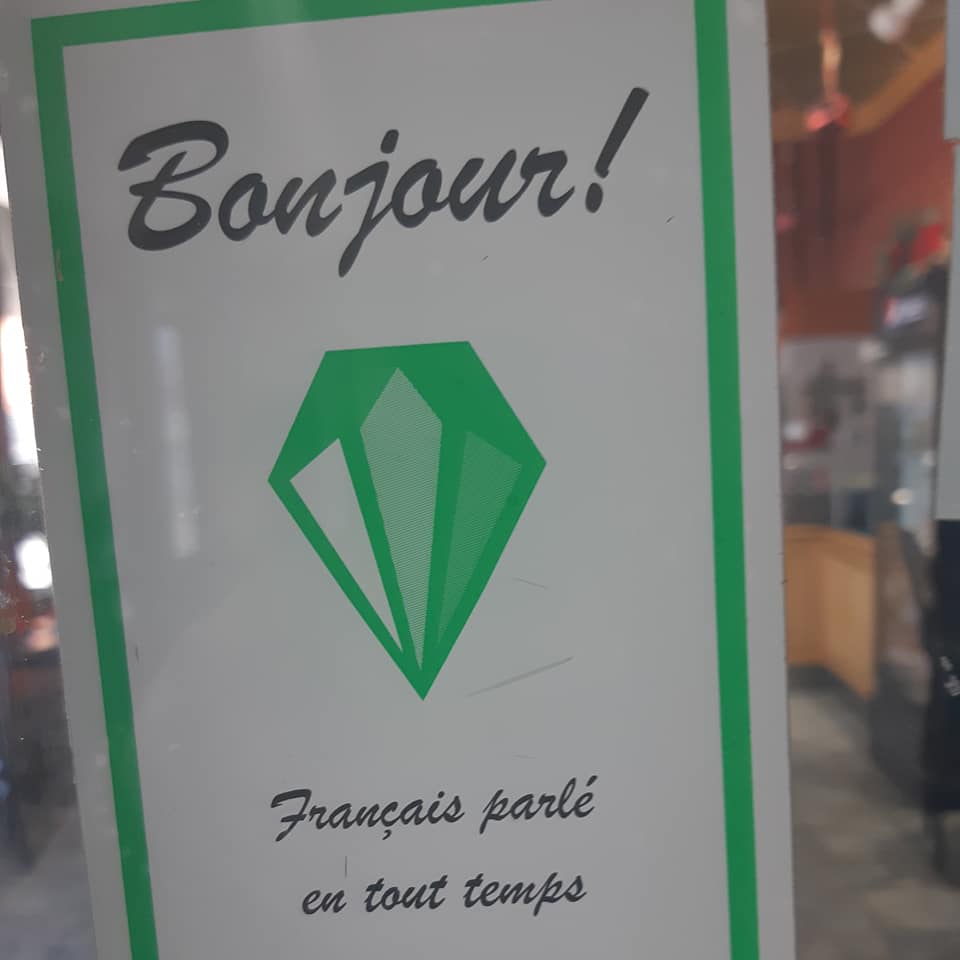 Bonjour!
Français parlé
en tout temps